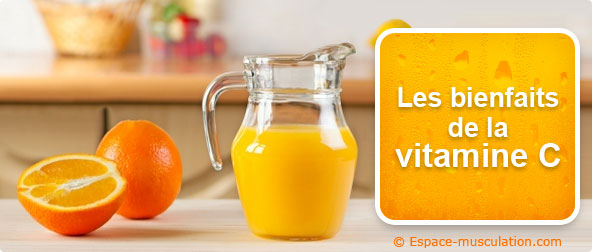 Les bienfaits
de la
vitamine C
© Espace-musculation.com